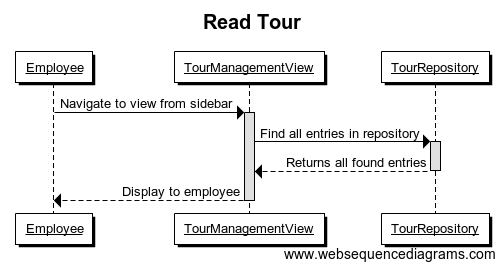 Read Tour
Employee
TourManagementView
TourRepository
Navigate to view from sidebar
Find all entries in repository
Returns all found entries
Display to employee
Employee
TourManagementView
TourRepository
www.websequencediagrams.com